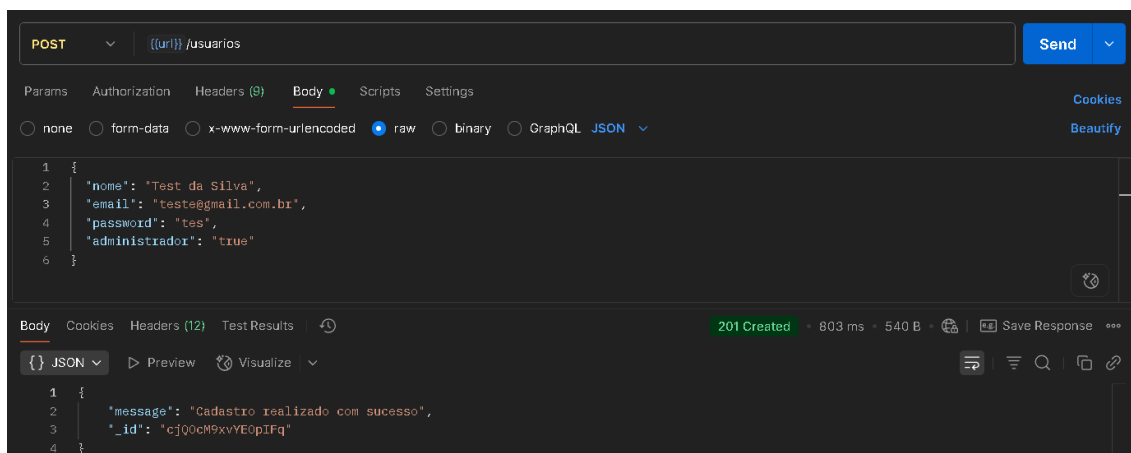 POST {{url}} /usuarios Send
Params Authorization Headers (9) Body Scripts Settings Cookies
none form-data x-www-form-urlencoded raw binary GraphQL JSON Beautify
1 {
2 "nome": "Test da Silva",
3 "email": "teste@gmail.com.br",
4 "password": "tes",
5 "administrador": "true"
6 }
Body Cookies Headers (12) Test Results 201 Created • 803 ms • 540 B • e.g. Save Response
{} JSON Preview Visualize
1 {
2 "message": "Cadastro realizado com sucesso",
3 "_id": "cjQOcM9xvYEOpIFq"
4 }